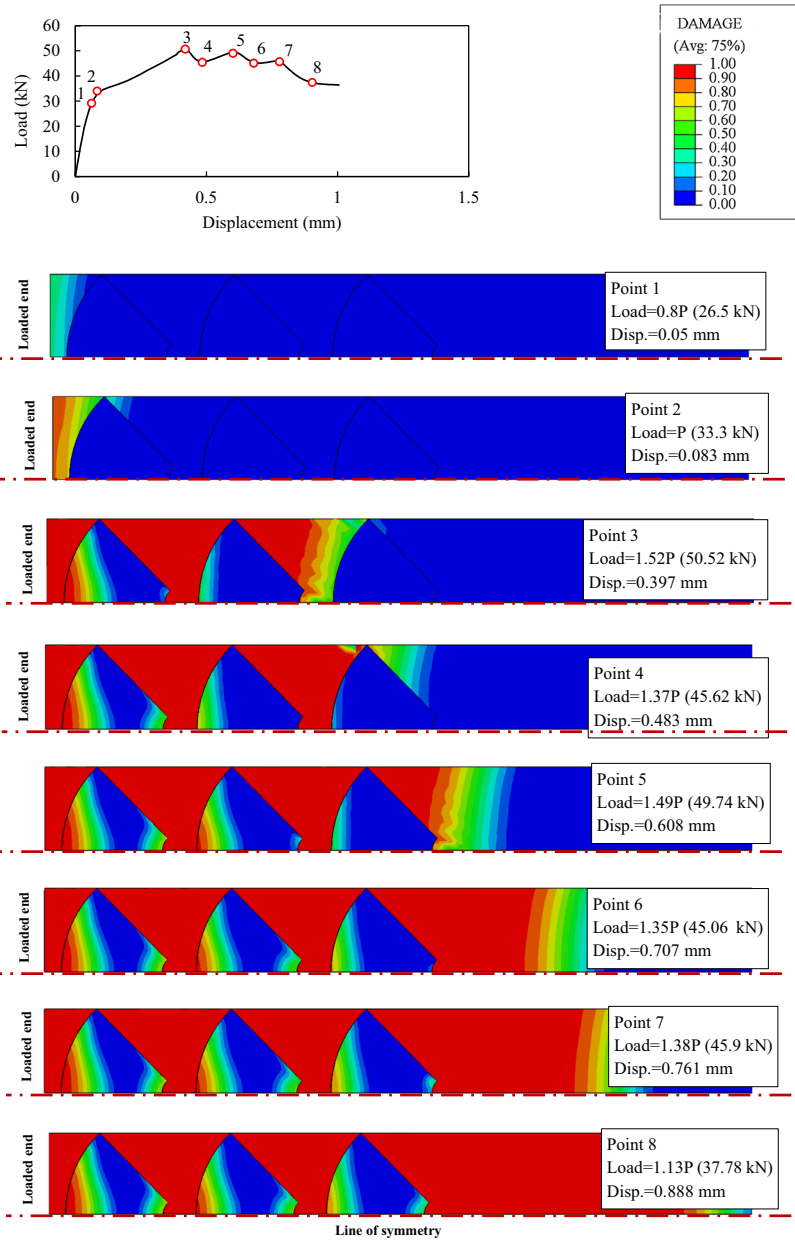 60
50
40
30
20
10
0
Load (kN)
1
2
3
4
5
6
7
8
0
0.5
1
1.5
Displacement (mm)
DAMAGE
(Avg: 75%)
1.00
0.90
0.80
0.70
0.60
0.50
0.40
0.30
0.20
0.10
0.00
Loaded end
Point 1
Load=0.8P (26.5 kN)
Disp.=0.05 mm
Loaded end
Point 2
Load=P (33.3 kN)
Disp.=0.083 mm
Loaded end
Point 3
Load=1.52P (50.52 kN)
Disp.=0.397 mm
Loaded end
Point 4
Load=1.37P (45.62 kN)
Disp.=0.483 mm
Loaded end
Point 5
Load=1.49P (49.74 kN)
Disp.=0.608 mm
Loaded end
Point 6
Load=1.35P (45.06 kN)
Disp.=0.707 mm
Loaded end
Point 7
Load=1.38P (45.9 kN)
Disp.=0.761 mm
Loaded end
Point 8
Load=1.13P (37.78 kN)
Disp.=0.888 mm
Line of symmetry